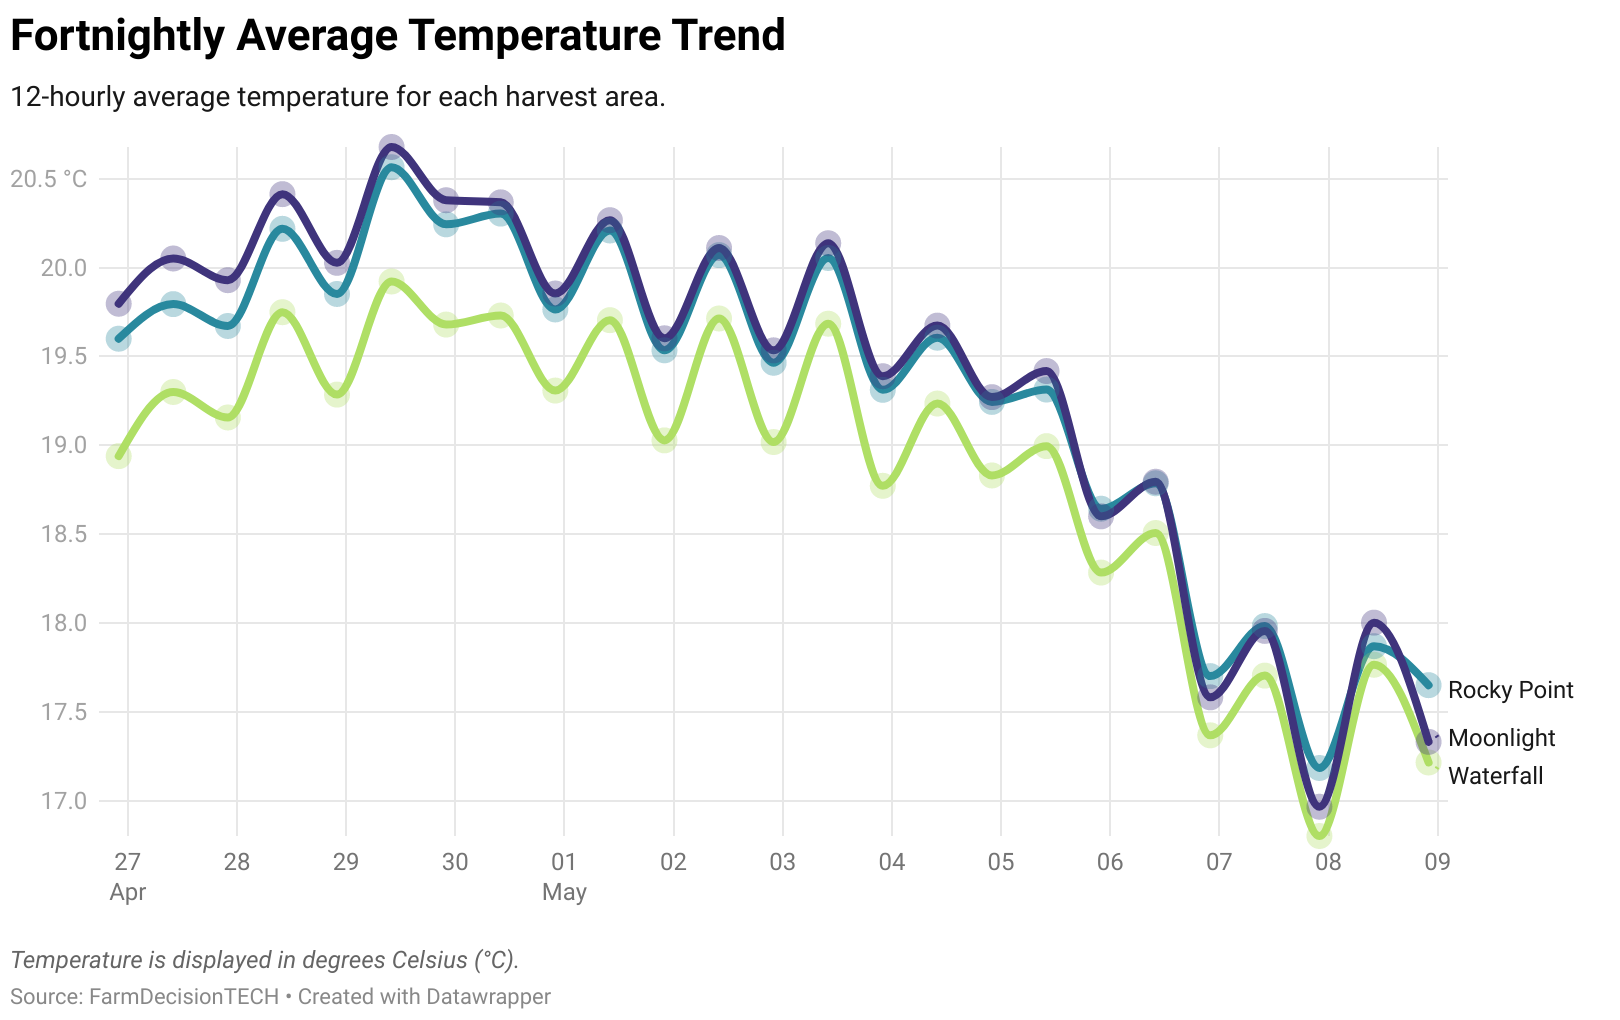 Fortnightly Average Temperature Trend
12-hourly average temperature for each harvest area.
20.5 °C
20.0
19.5
19.0
18.5
18.0
17.5
17.0
Rocky Point
Moonlight
Waterfall
27 28 29 30 01 02 03 04 05 06 07 08 09
Apr May
Temperature is displayed in degrees Celsius (°C).
Source: FarmDecisionTECH • Created with Datawrapper